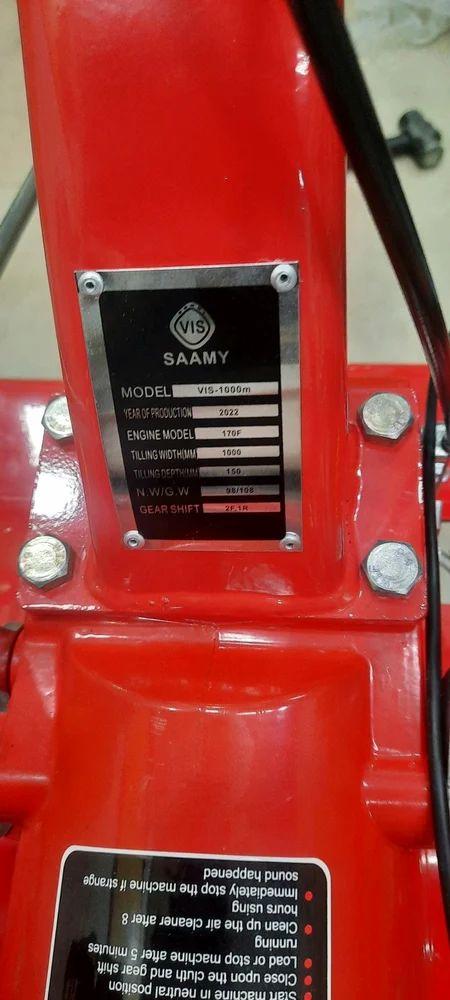 VIS
SAAMY
MODEL VIS-1000m
YEAR OF PRODUCTION 2022
ENGINE MODEL 170F
TILLING WIDTH(MM) 1000
TILLING DEPTH(MM) 150
N.W/G.W 98/108
GEAR SHIFT 2F,1R
Start machine in neutral position
Close upon the cluth and gear shift
Load or stop machine after 5 minutes
running
Clean up the air cleaner after 8
hours using
Immediately stop the machine if strange
sound happened